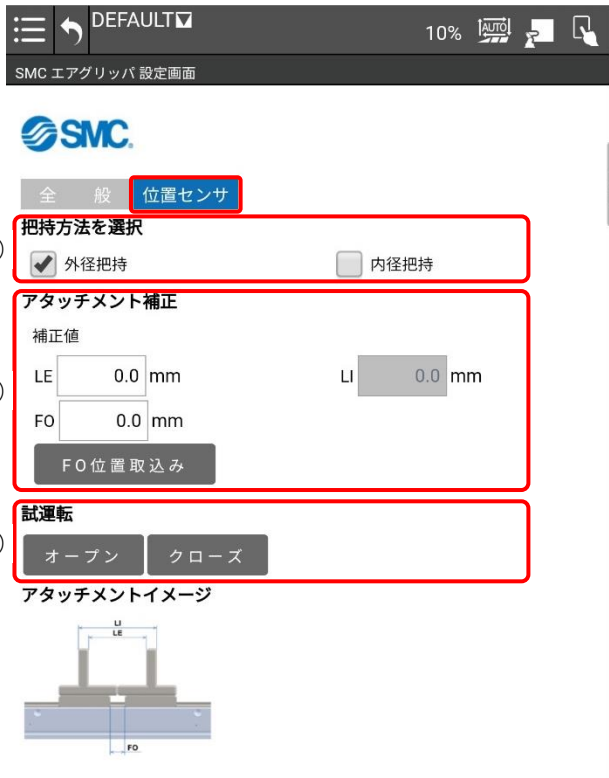 DEFAULT
10% AUTO
SMC エアグリッパ 設定画面
SMC.
全 般 位置センサ
把持方法を選択
外径把持 内径把持
アタッチメント補正
補正値
LE 0.0 mm LI 0.0 mm
FO 0.0 mm
FO位置取込み
試運転
オープン クローズ
アタッチメントイメージ
LI
LE
FO